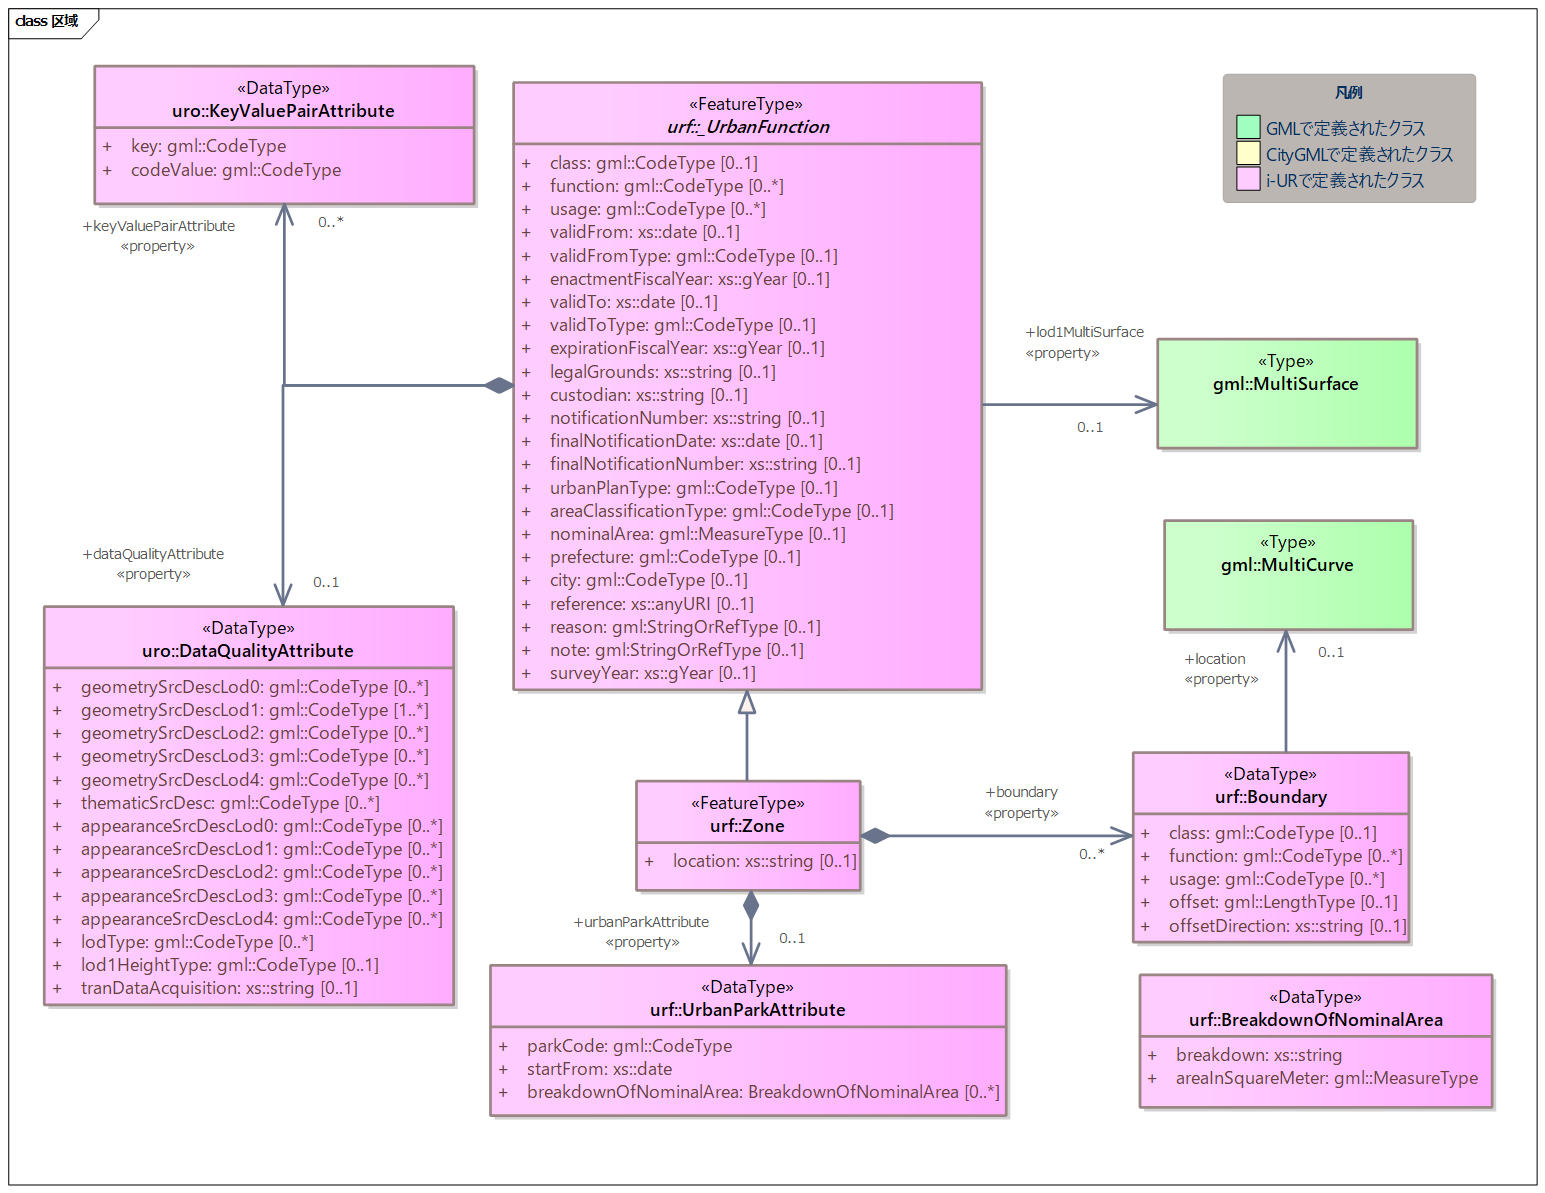 class 区域
«DataType»
uro::KeyValuePairAttribute
+ key: gml::CodeType
+ codeValue: gml::CodeType
+keyValuePairAttribute
«property»
0..*
«FeatureType»
urf::_UrbanFunction
+ class: gml::CodeType [0..1]
+ function: gml::CodeType [0..*]
+ usage: gml::CodeType [0..*]
+ validFrom: xs::date [0..1]
+ validFromType: gml::CodeType [0..1]
+ enactmentFiscalYear: xs::gYear [0..1]
+ validTo: xs::date [0..1]
+ validToType: gml::CodeType [0..1]
+ expirationFiscalYear: xs::gYear [0..1]
+ legalGrounds: xs::string [0..1]
+ custodian: xs::string [0..1]
+ notificationNumber: xs::string [0..1]
+ finalNotificationDate: xs::date [0..1]
+ finalNotificationNumber: xs::string [0..1]
+ urbanPlanType: gml::CodeType [0..1]
+ areaClassificationType: gml::CodeType [0..1]
+ nominalArea: gml::MeasureType [0..1]
+ prefecture: gml::CodeType [0..1]
+ city: gml::CodeType [0..1]
+ reference: xs::anyURI [0..1]
+ reason: gml:StringOrRefType [0..1]
+ note: gml:StringOrRefType [0..1]
+ surveyYear: xs::gYear [0..1]
凡例
GMLで定義されたクラス
CityGMLで定義されたクラス
i-URで定義されたクラス
+lod1MultiSurface
«property»
0..1
«Type»
gml::MultiSurface
«Type»
gml::MultiCurve
+location
«property»
0..1
+dataQualityAttribute
«property»
0..1
«DataType»
uro::DataQualityAttribute
+ geometrySrcDescLod0: gml::CodeType [0..*]
+ geometrySrcDescLod1: gml::CodeType [1..*]
+ geometrySrcDescLod2: gml::CodeType [0..*]
+ geometrySrcDescLod3: gml::CodeType [0..*]
+ geometrySrcDescLod4: gml::CodeType [0..*]
+ thematicSrcDesc: gml::CodeType [0..*]
+ appearanceSrcDescLod0: gml::CodeType [0..*]
+ appearanceSrcDescLod1: gml::CodeType [0..*]
+ appearanceSrcDescLod2: gml::CodeType [0..*]
+ appearanceSrcDescLod3: gml::CodeType [0..*]
+ appearanceSrcDescLod4: gml::CodeType [0..*]
+ lodType: gml::CodeType [0..*]
+ lod1HeightType: gml::CodeType [0..1]
+ tranDataAcquisition: xs::string [0..1]
«FeatureType»
urf::Zone
+ location: xs::string [0..1]
+boundary
«property»
0..*
«DataType»
urf::Boundary
+ class: gml::CodeType [0..1]
+ function: gml::CodeType [0..*]
+ usage: gml::CodeType [0..*]
+ offset: gml::LengthType [0..1]
+ offsetDirection: xs::string [0..1]
+urbanParkAttribute
«property»
0..1
«DataType»
urf::UrbanParkAttribute
+ parkCode: gml::CodeType
+ startFrom: xs::date
+ breakdownOfNominalArea: BreakdownOfNominalArea [0..*]
«DataType»
urf::BreakdownOfNominalArea
+ breakdown: xs::string
+ areaInSquareMeter: gml::MeasureType